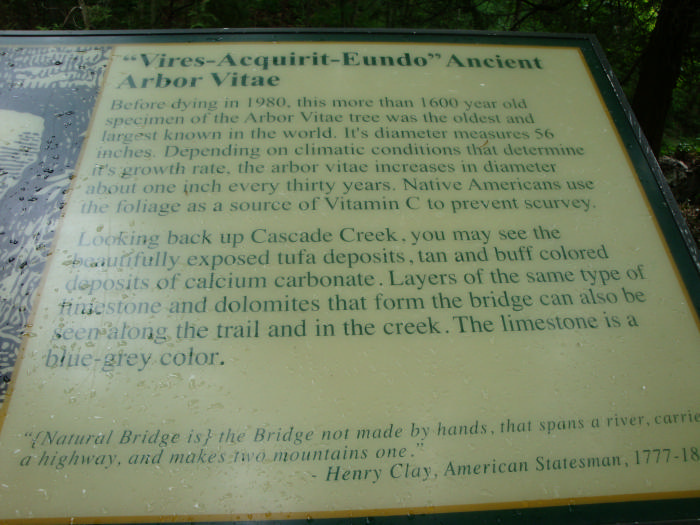 "Vires-Acquirit-Eundo" Ancient
Arbor Vitae
Before dying in 1980, this more than 1600 year old
specimen of the Arbor Vitae tree was the oldest and
largest known in the world. It's diameter measures 56
inches. Depending on climatic conditions that determine
it's growth rate, the arbor vitae increases in diameter
about one inch every thirty years. Native Americans use
the foliage as a source of Vitamin C to prevent scurvey.
Looking back up Cascade Creek, you may see the
beautifully exposed tufa deposits, tan and buff colored
deposits of calcium carbonate. Layers of the same type of
limestone and dolomites that form the bridge can also be
seen along the trail and in the creek. The limestone is a
blue-grey color.
"{Natural Bridge is} the Bridge not made by hands, that spans a river, carrie
a highway, and makes two mountains one."
- Henry Clay, American Statesman, 1777-18